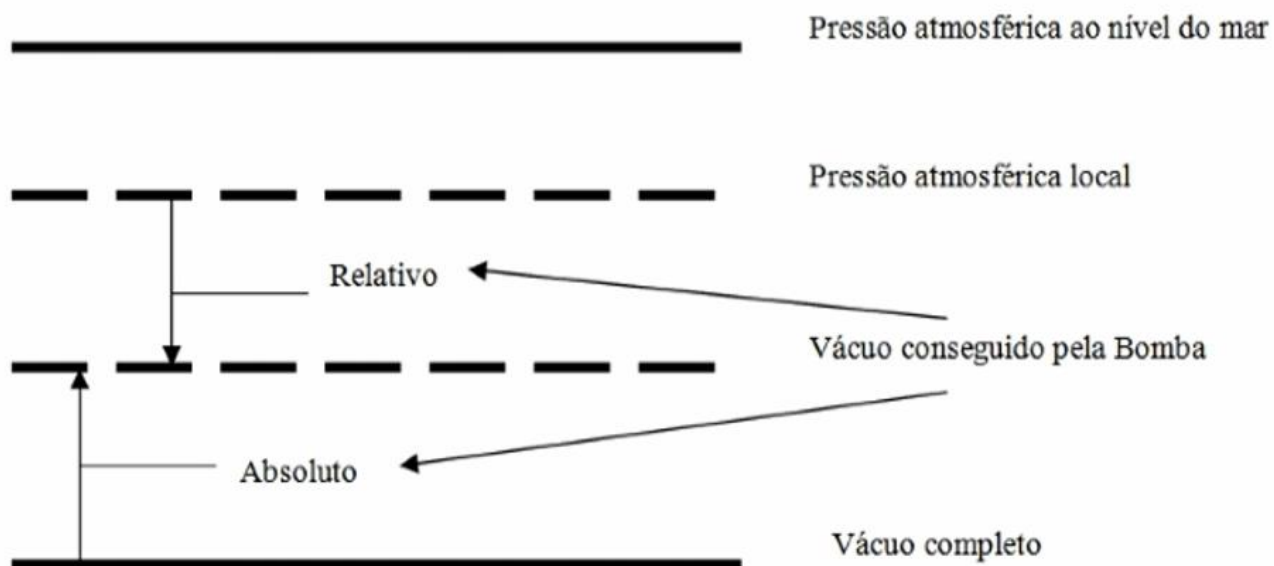 Pressão atmosférica ao nível do mar
Pressão atmosférica local
Relativo
Vácuo conseguido pela Bomba
Absoluto
Vácuo completo